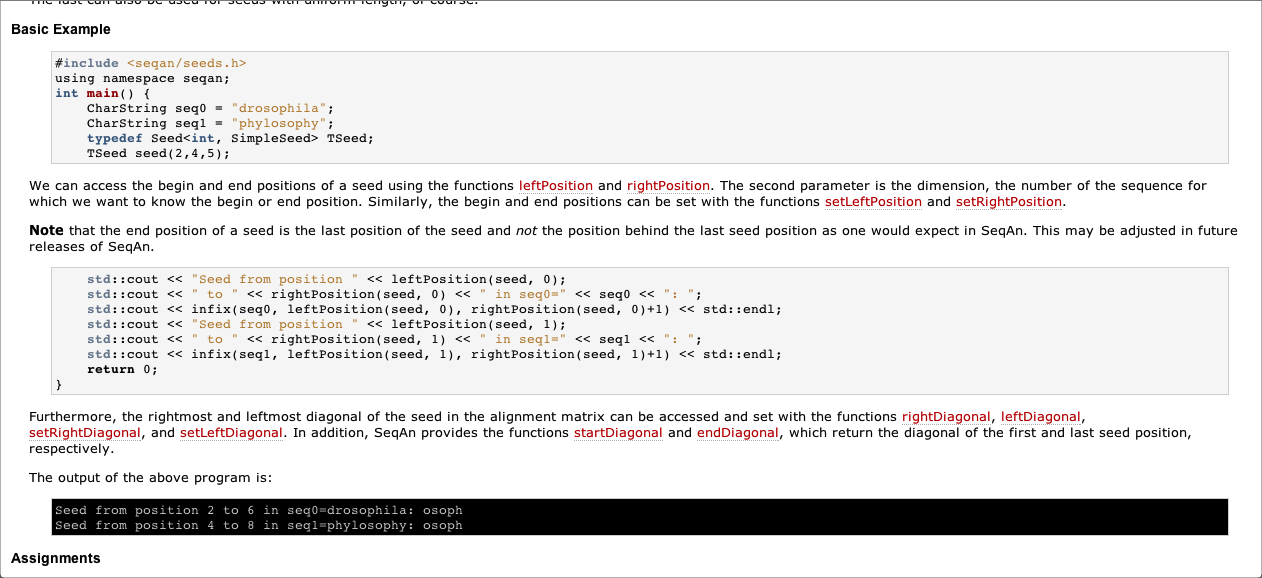 The last can also be used for seeds with uniform length, of course.
Basic Example
#include <seqan/seeds.h>
using namespace seqan;
int main() {
    CharString seq0 = "drosophila";
    CharString seq1 = "phylosophy";
    typedef Seed<int, SimpleSeed> TSeed;
    TSeed seed(2,4,5);
We can access the begin and end positions of a seed using the functions leftPosition and rightPosition. The second parameter is the dimension, the number of the sequence for
which we want to know the begin or end position. Similarly, the begin and end positions can be set with the functions setLeftPosition and setRightPosition.
Note that the end position of a seed is the last position of the seed and not the position behind the last seed position as one would expect in SeqAn. This may be adjusted in future
releases of SeqAn.
    std::cout << "Seed from position " << leftPosition(seed, 0);
    std::cout << " to " << rightPosition(seed, 0) << " in seq0=" << seq0 << ": ";
    std::cout << infix(seq0, leftPosition(seed, 0), rightPosition(seed, 0)+1) << std::endl;
    std::cout << "Seed from position " << leftPosition(seed, 1);
    std::cout << " to " << rightPosition(seed, 1) << " in seq1=" << seq1 << ": ";
    std::cout << infix(seq1, leftPosition(seed, 1), rightPosition(seed, 1)+1) << std::endl;
    return 0;
}
Furthermore, the rightmost and leftmost diagonal of the seed in the alignment matrix can be accessed and set with the functions rightDiagonal, leftDiagonal,
setRightDiagonal, and setLeftDiagonal. In addition, SeqAn provides the functions startDiagonal and endDiagonal, which return the diagonal of the first and last seed position,
respectively.
The output of the above program is:
Seed from position 2 to 6 in seq0=drosophila: osoph
Seed from position 4 to 8 in seq1=phylosophy: osoph
Assignments